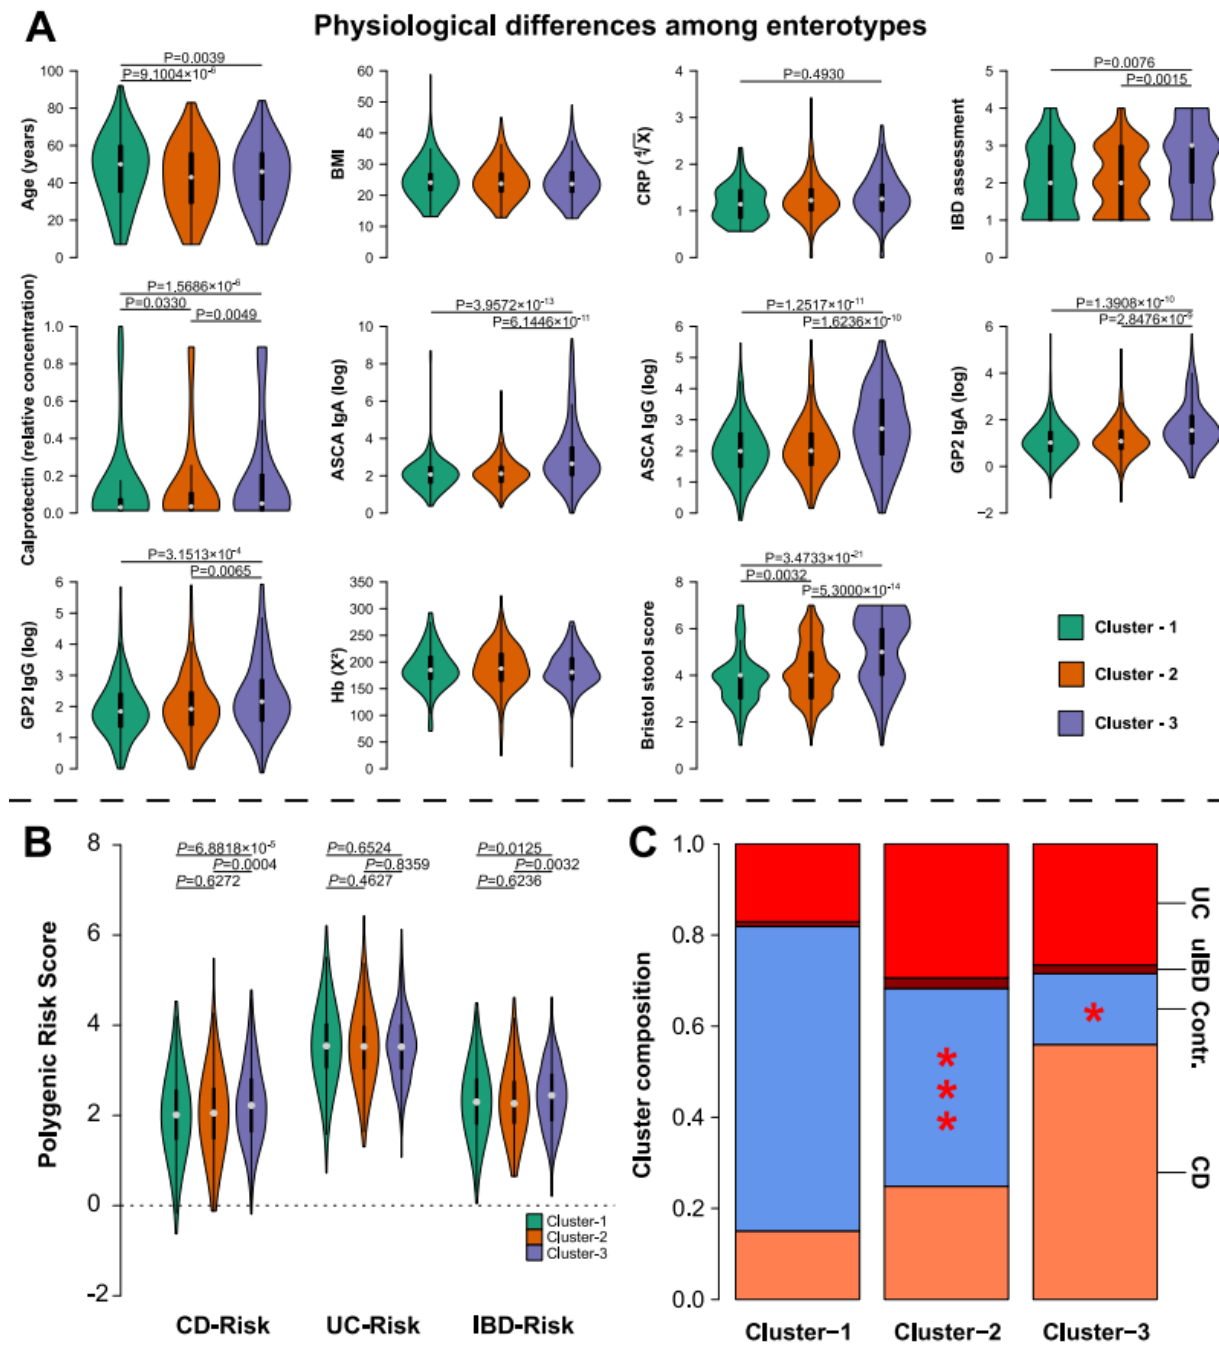 A
Physiological differences among enterotypes
P=0.0039
P=9.1004×10-6
Age (years)
100
80
60
40
20
0
BMI
60
50
40
30
20
10
0
P=0.4930
CRP (∜X)
4
3
2
1
0
P=0.0076
P=0.0015
IBD assessment
5
4
3
2
1
0
P=1.5686×10-6
P=0.0330
P=0.0049
Calprotectin (relative concentration)
1.0
0.8
0.6
0.4
0.2
0.0
P=3.9572×10-13
P=6.1446×10-11
ASCA IgA (log)
10
8
6
4
2
0
P=1.2517×10-11
P=1.6236×10-10
ASCA IgG (log)
6
5
4
3
2
1
0
P=1.3908×10-10
P=2.8476×10-9
GP2 IgA (log)
6
4
2
0
−2
P=3.1513×10-4
P=0.0065
GP2 IgG (log)
6
5
4
3
2
1
0
Hb (X²)
350
300
250
200
150
100
50
0
P=3.4733×10-21
P=0.0032
P=5.3000×10-14
Bristol stool score
8
6
4
2
0
Cluster - 1
Cluster - 2
Cluster - 3
B
P=6.8818×10-5
P=0.0004
P=0.6272
P=0.6524
P=0.8359
P=0.4627
P=0.0125
P=0.0032
P=0.6236
Polygenic Risk Score
8
6
4
2
0
-2
Cluster-1
Cluster-2
Cluster-3
CD-Risk
UC-Risk
IBD-Risk
C
Cluster composition
1.0
0.8
0.6
0.4
0.2
0.0
*
*
*
*
UC
uIBD
Contr.
CD
Cluster−1
Cluster−2
Cluster−3